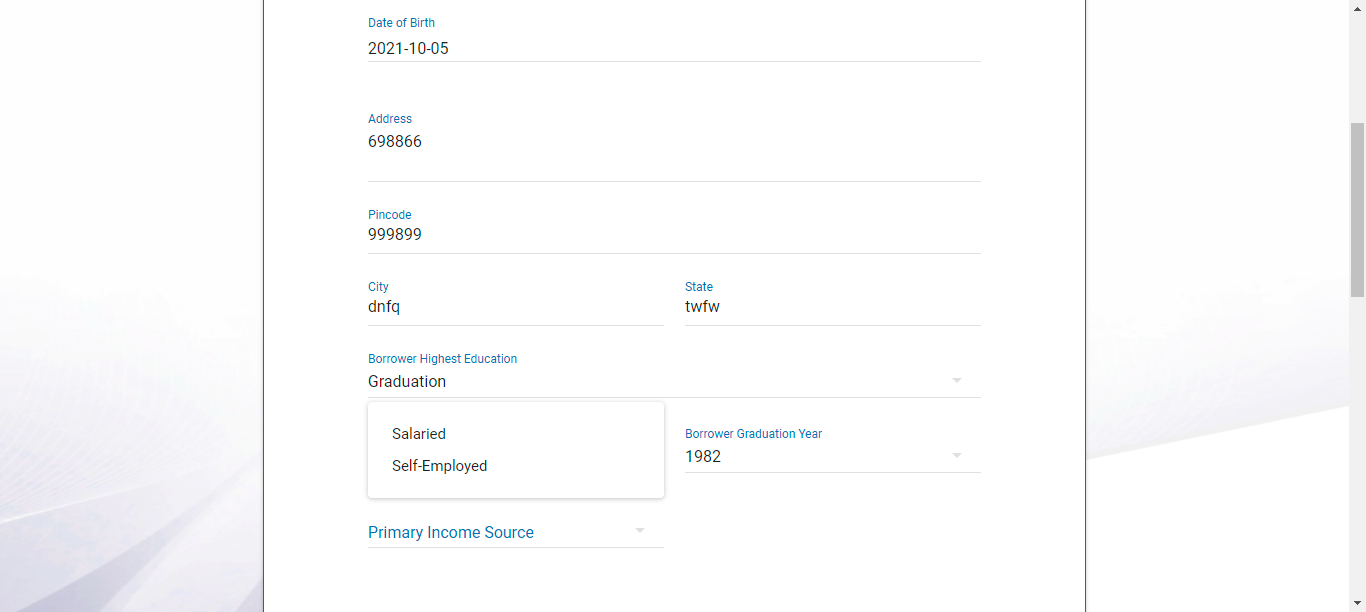 Date of Birth
2021-10-05
Address
698866
Pincode
999899
City
State
dnfq
twfw
Borrower Highest Education
Graduation
Salaried
Self-Employed
Borrower Graduation Year
1982
Primary Income Source